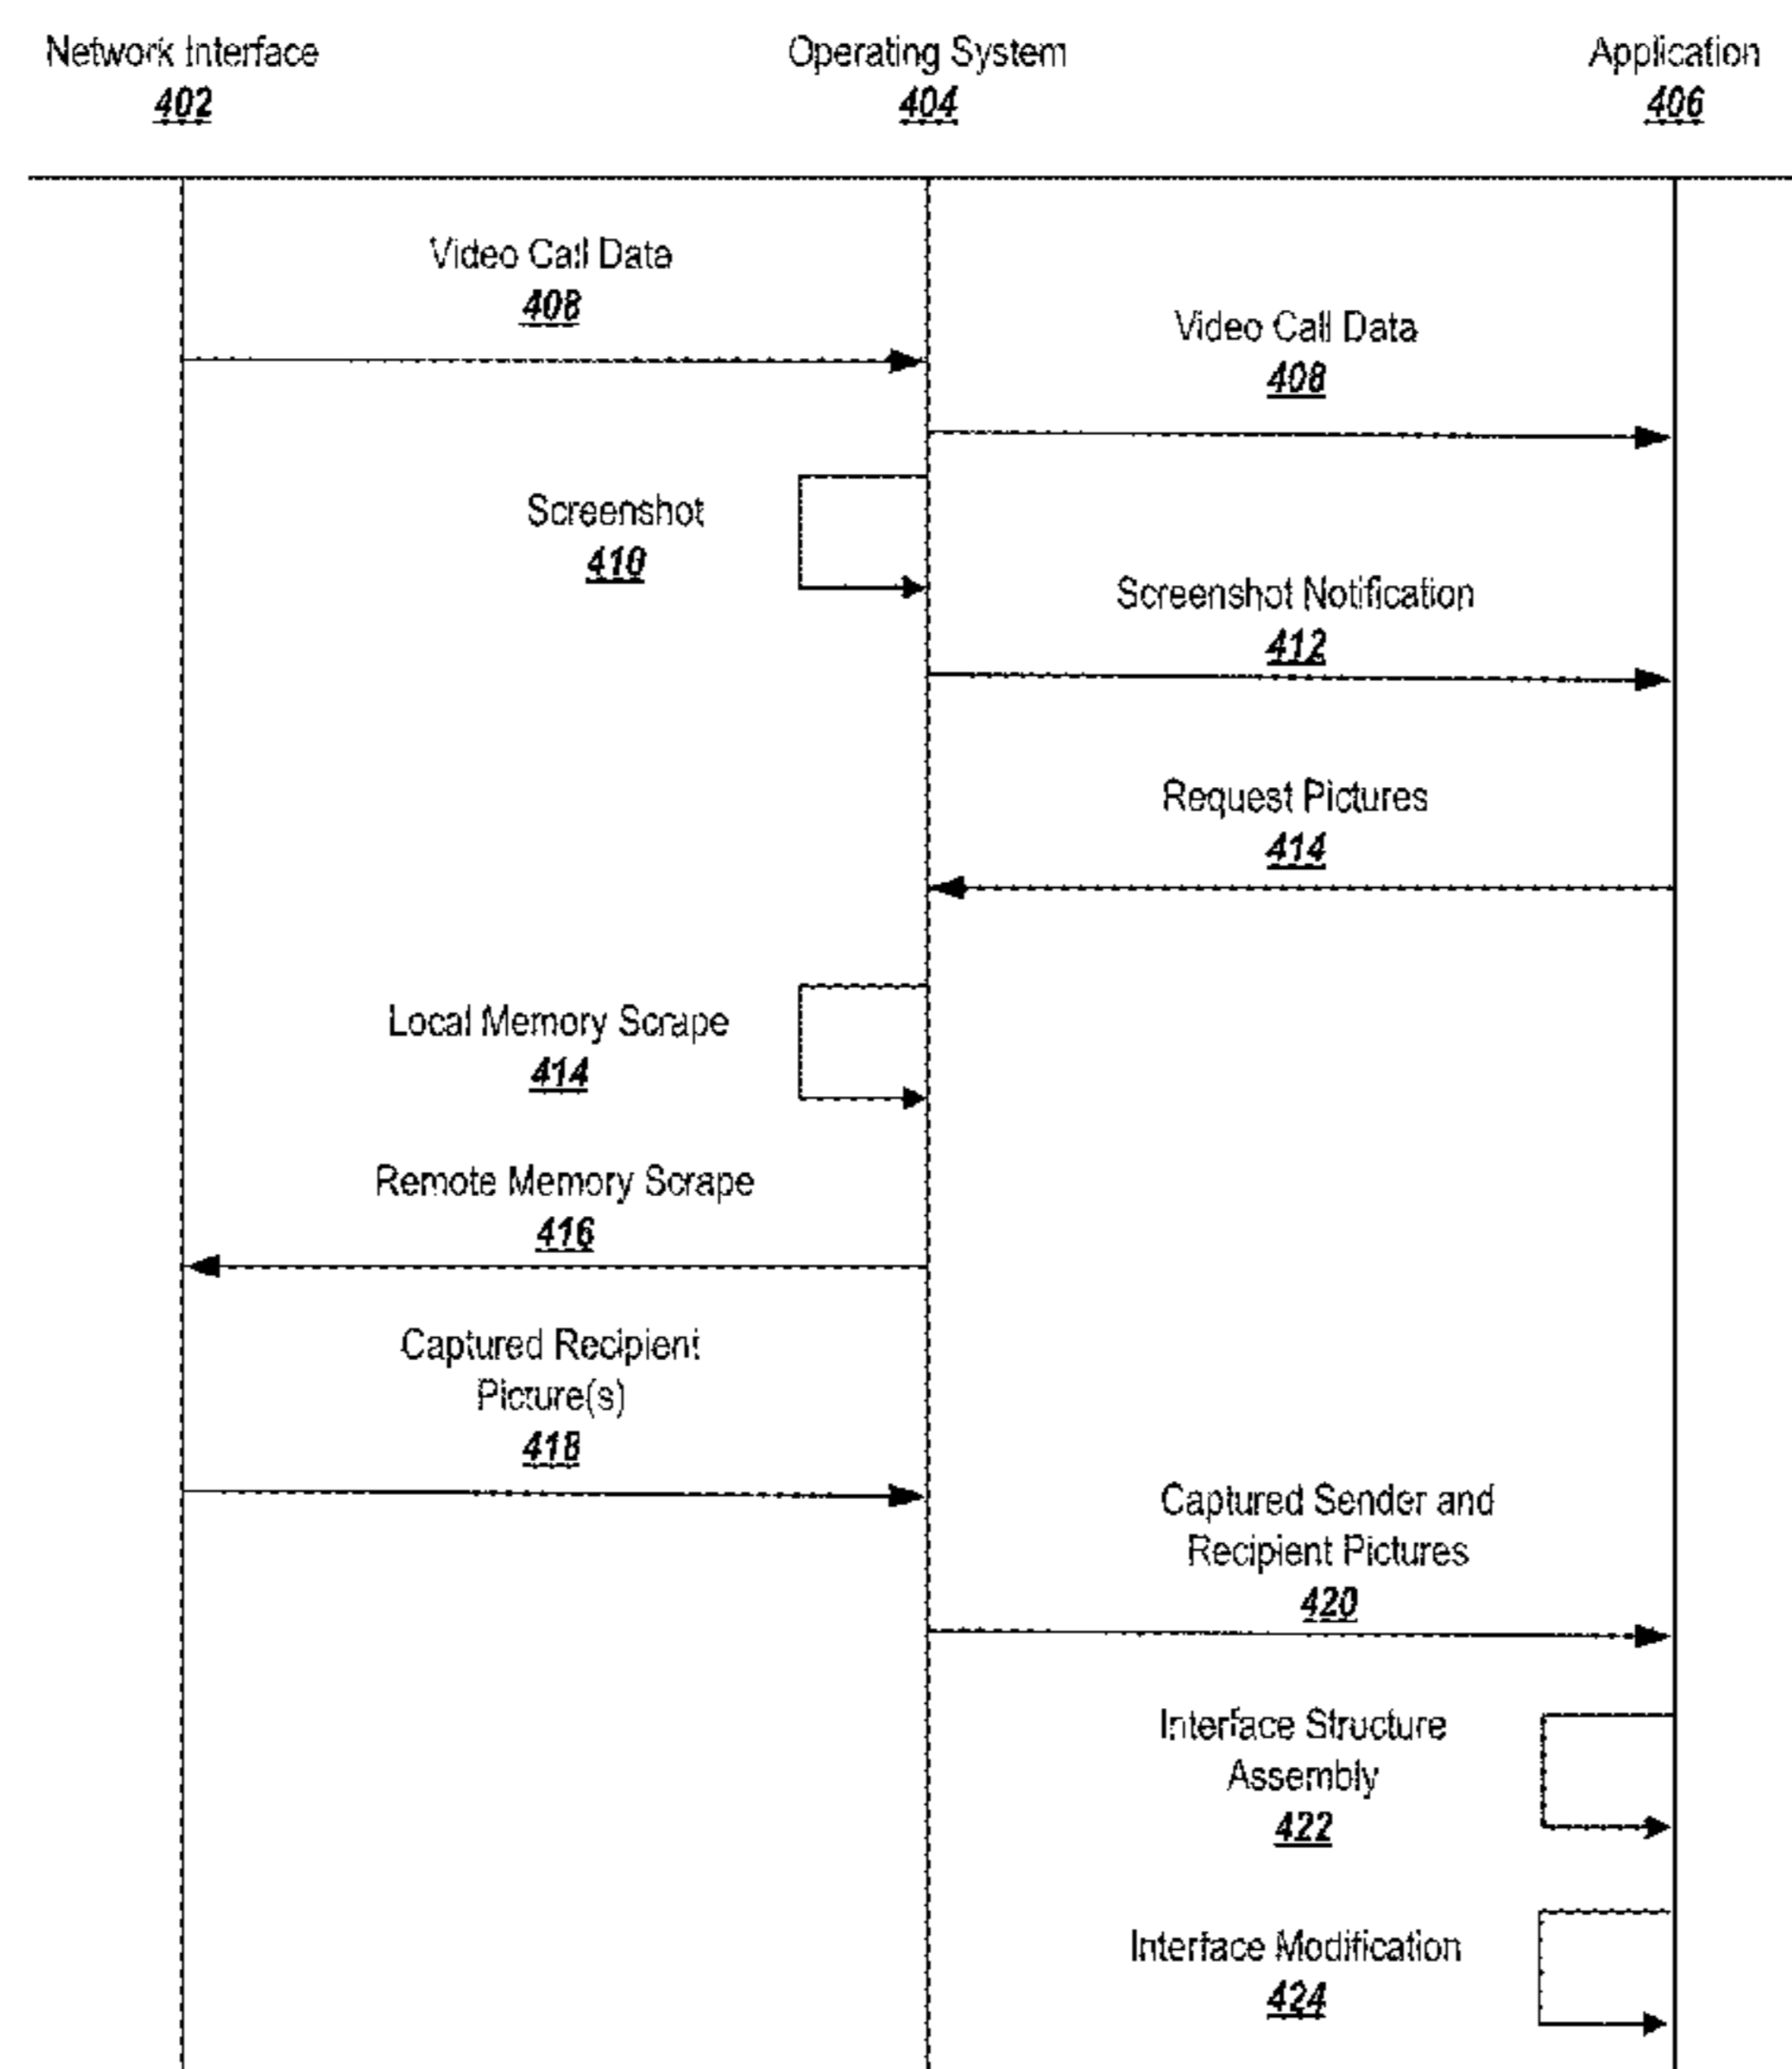 Network Interface
402
Operating System
404
Application
406
Video Call Data
408
Video Call Data
408
Screenshot
410
Screenshot Notification
412
Request Pictures
414
Local Memory Scrape
414
Remote Memory Scrape
416
Captured Recipient
Picture(s)
418
Captured Sender and
Recipient Pictures
420
Interface Structure
Assembly
422
Interface Modification
424